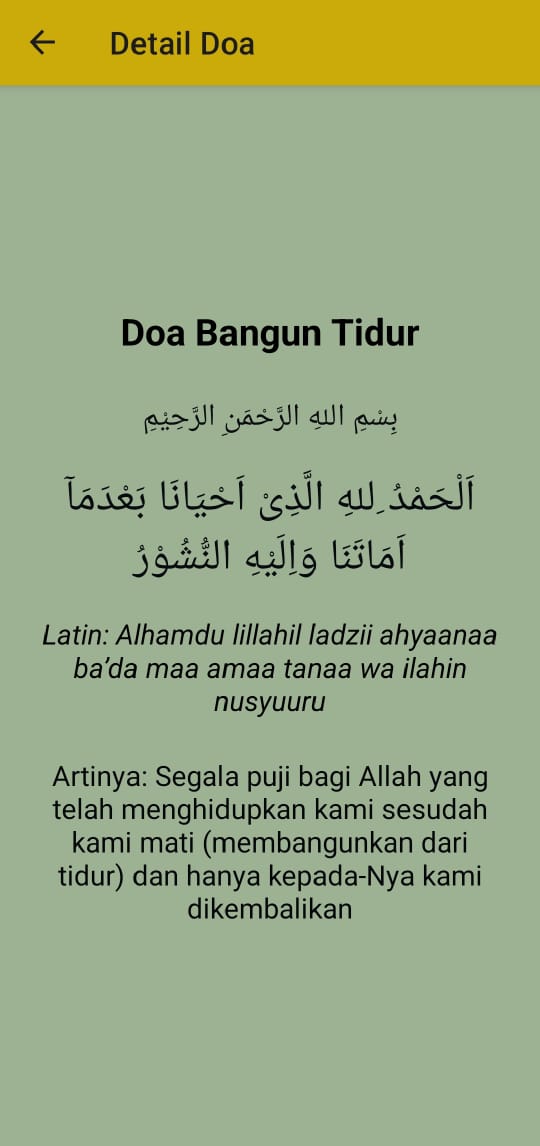 Detail Doa
Doa Bangun Tidur
بِسْمِ اللهِ الرَّحْمَنِ الرَّحِيْمِ
اَلْحَمْدُ ِللهِ الَّذِىْ اَحْيَانَا بَعْدَمَآ
اَمَاتَنَا وَاِلَيْهِ النُّشُوْرُ
Latin: Alhamdu lillahil ladzii ahyaanaa
ba’da maa amaa tanaa wa ilahin
nusyuuru
Artinya: Segala puji bagi Allah yang
telah menghidupkan kami sesudah
kami mati (membangunkan dari
tidur) dan hanya kepada-Nya kami
dikembalikan